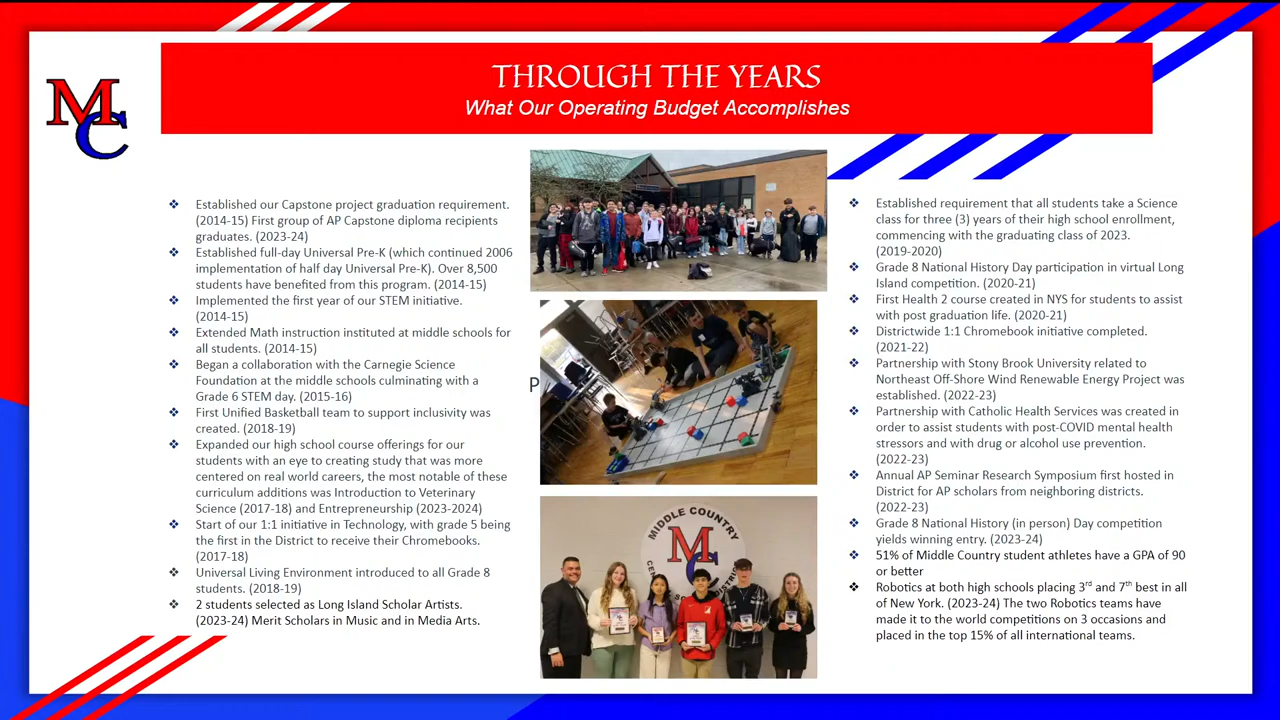 THROUGH THE YEARS
What Our Operating Budget Accomplishes
MC
❖ Established our Capstone project graduation requirement.
(2014-15) First group of AP Capstone diploma recipients
graduates. (2023-24)
❖ Established full-day Universal Pre-K (which continued 2006
implementation of half day Universal Pre-K). Over 8,500
students have benefited from this program. (2014-15)
❖ Implemented the first year of our STEM initiative.
(2014-15)
❖ Extended Math instruction instituted at middle schools for
all students. (2014-15)
❖ Began a collaboration with the Carnegie Science
Foundation at the middle schools culminating with a
Grade 6 STEM day. (2015-16)
❖ First Unified Basketball team to support inclusivity was
created. (2018-19)
❖ Expanded our high school course offerings for our
students with an eye to creating study that was more
centered on real world careers, the most notable of these
curriculum additions was Introduction to Veterinary
Science (2017-18) and Entrepreneurship (2023-2024)
❖ Start of our 1:1 initiative in Technology, with grade 5 being
the first in the District to receive their Chromebooks.
(2017-18)
❖ Universal Living Environment introduced to all Grade 8
students. (2018-19)
❖ 2 students selected as Long Island Scholar Artists.
(2023-24) Merit Scholars in Music and in Media Arts.
P
MIDDLE COUNTRY
MC
❖ Established requirement that all students take a Science
class for three (3) years of their high school enrollment,
commencing with the graduating class of 2023.
(2019-2020)
❖ Grade 8 National History Day participation in virtual Long
Island competition. (2020-21)
❖ First Health 2 course created in NYS for students to assist
with post graduation life. (2020-21)
❖ Districtwide 1:1 Chromebook initiative completed.
(2021-22)
❖ Partnership with Stony Brook University related to
Northeast Off-Shore Wind Renewable Energy Project was
established. (2022-23)
❖ Partnership with Catholic Health Services was created in
order to assist students with post-COVID mental health
stressors and with drug or alcohol use prevention.
(2022-23)
❖ Annual AP Seminar Research Symposium first hosted in
District for AP scholars from neighboring districts.
(2022-23)
❖ Grade 8 National History (in person) Day competition
yields winning entry. (2023-24)
❖ 51% of Middle Country student athletes have a GPA of 90
or better
❖ Robotics at both high schools placing 3rd and 7th best in all
of New York. (2023-24) The two Robotics teams have
made it to the world competitions on 3 occasions and
placed in the top 15% of all international teams.